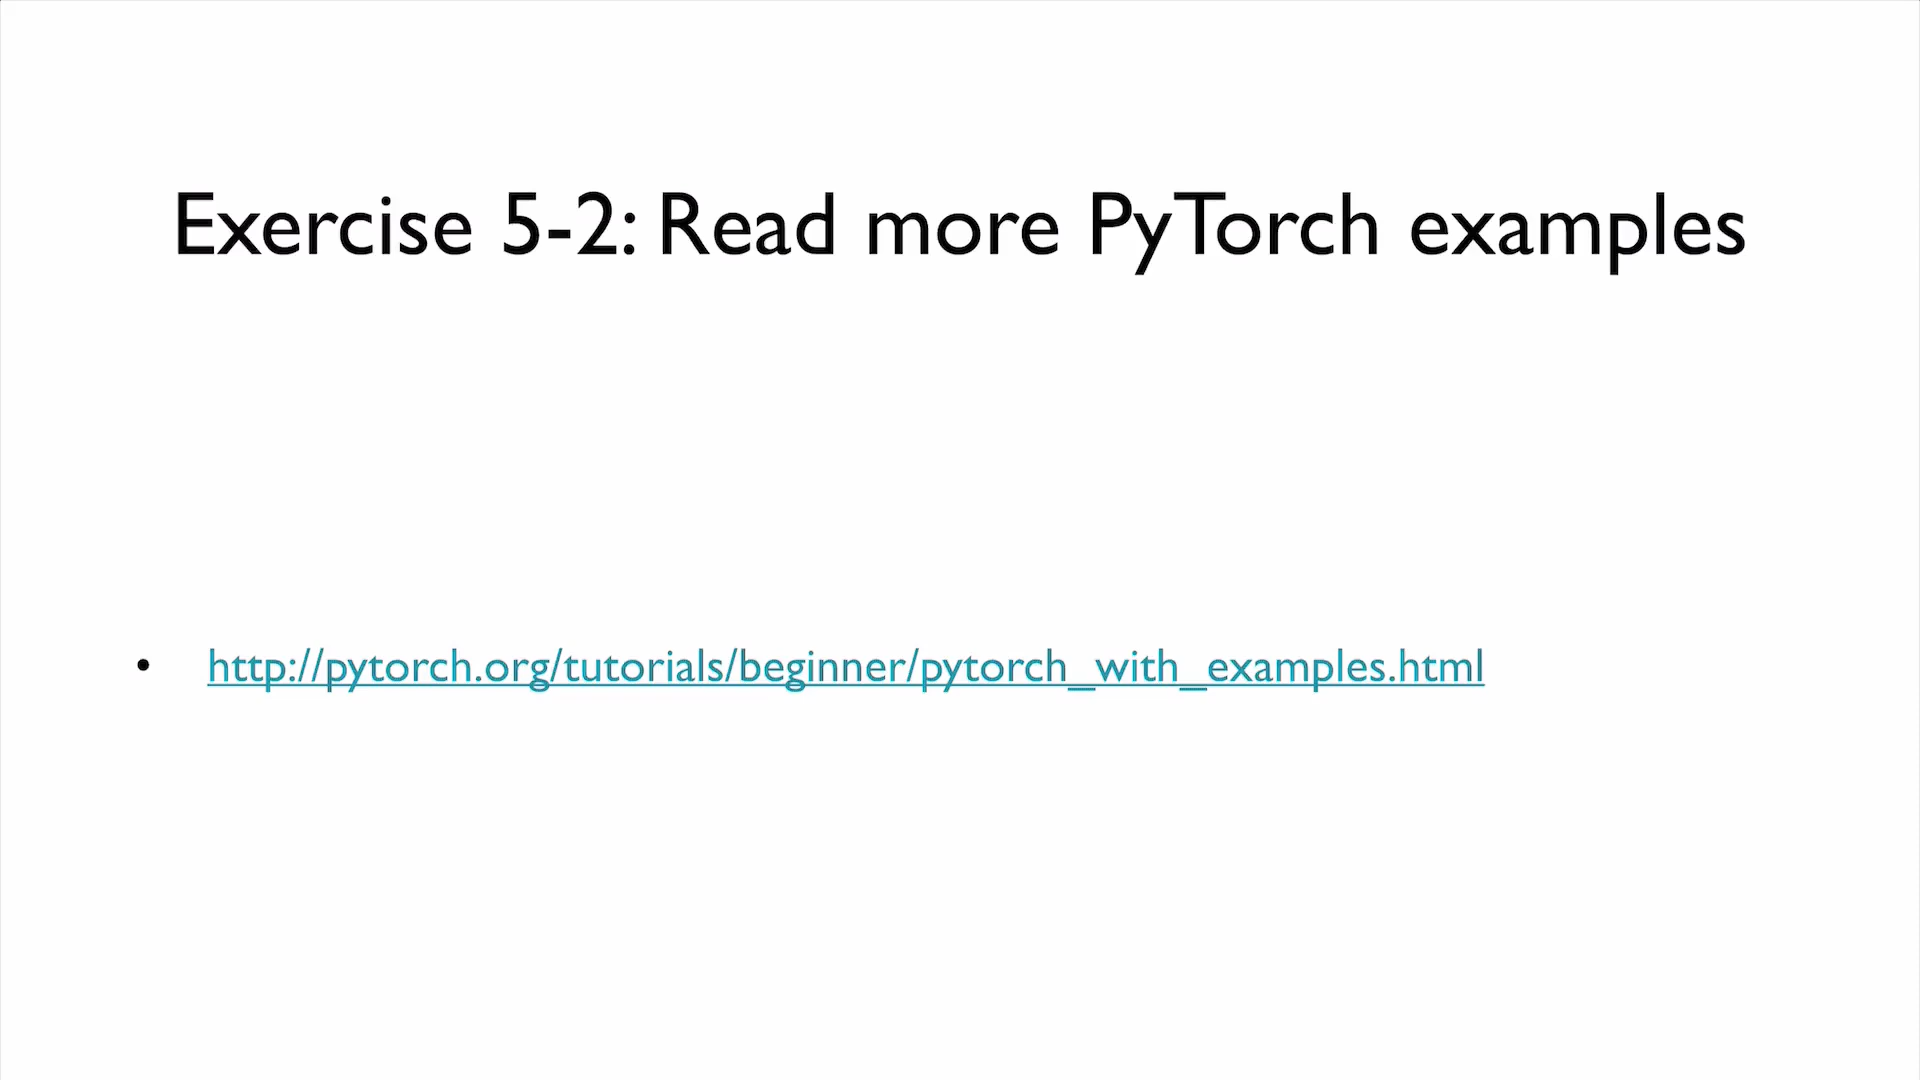 Exercise 5-2: Read more PyTorch examples
• http://pytorch.org/tutorials/beginner/pytorch_with_examples.html